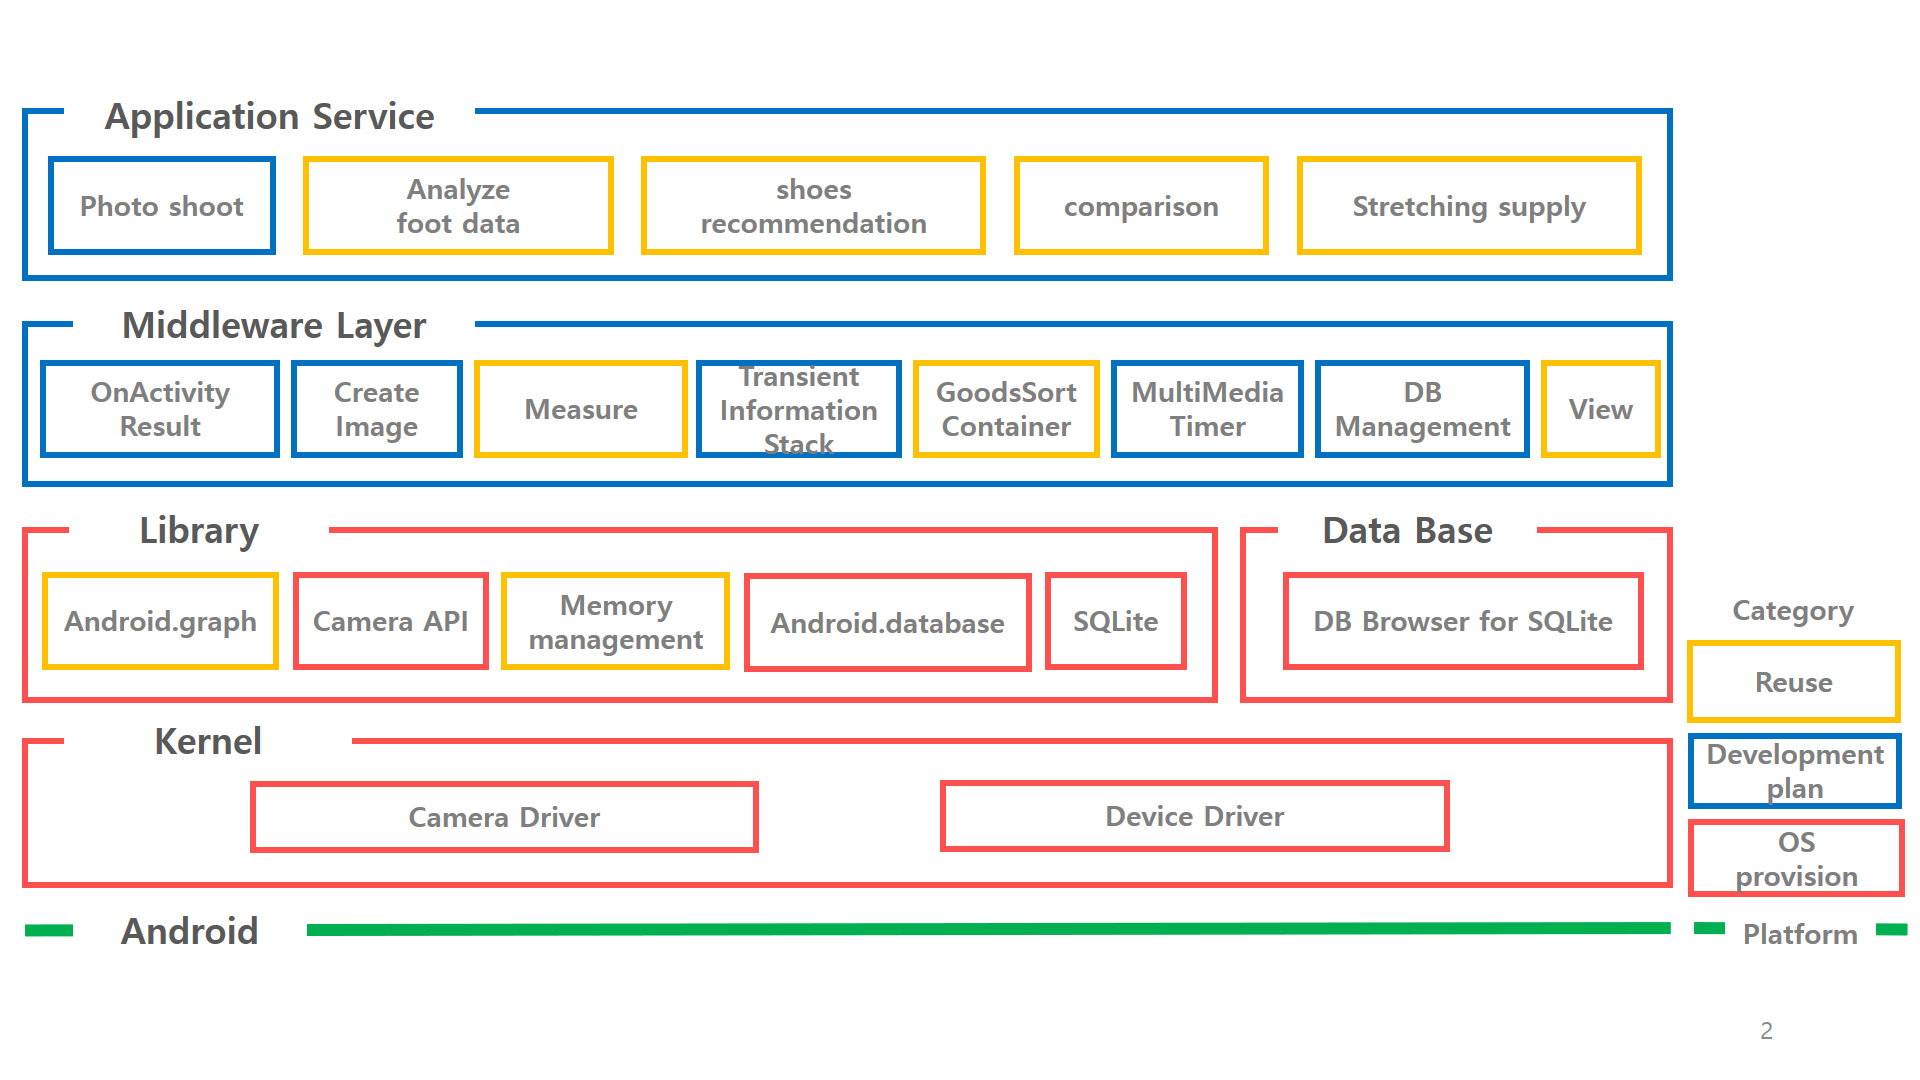 Application Service
Photo shoot
Analyze
foot data
shoes
recommendation
comparison
Stretching supply
Middleware Layer
OnActivity
Result
Create
Image
Measure
Transient
Information
Stack
GoodsSort
Container
MultiMedia
Timer
DB
Management
View
Library
Android.graph
Camera API
Memory
management
Android.database
SQLite
Data Base
DB Browser for SQLite
Kernel
Camera Driver
Device Driver
Category
Reuse
Development
plan
OS
provision
Android
Platform
2